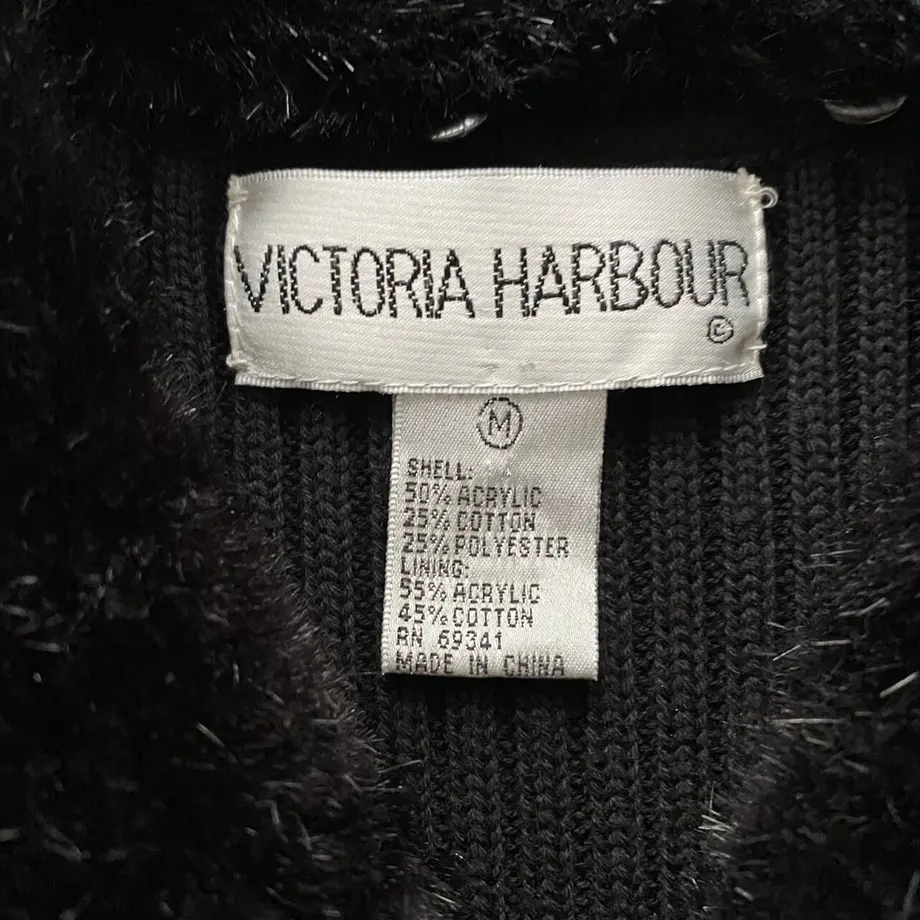 VICTORIA HARBOUR
©
M
SHELL:
50% ACRYLIC
25% COTTON
25% POLYESTER
LINING:
55% ACRYLIC
45% COTTON
RN 69341
MADE IN CHINA